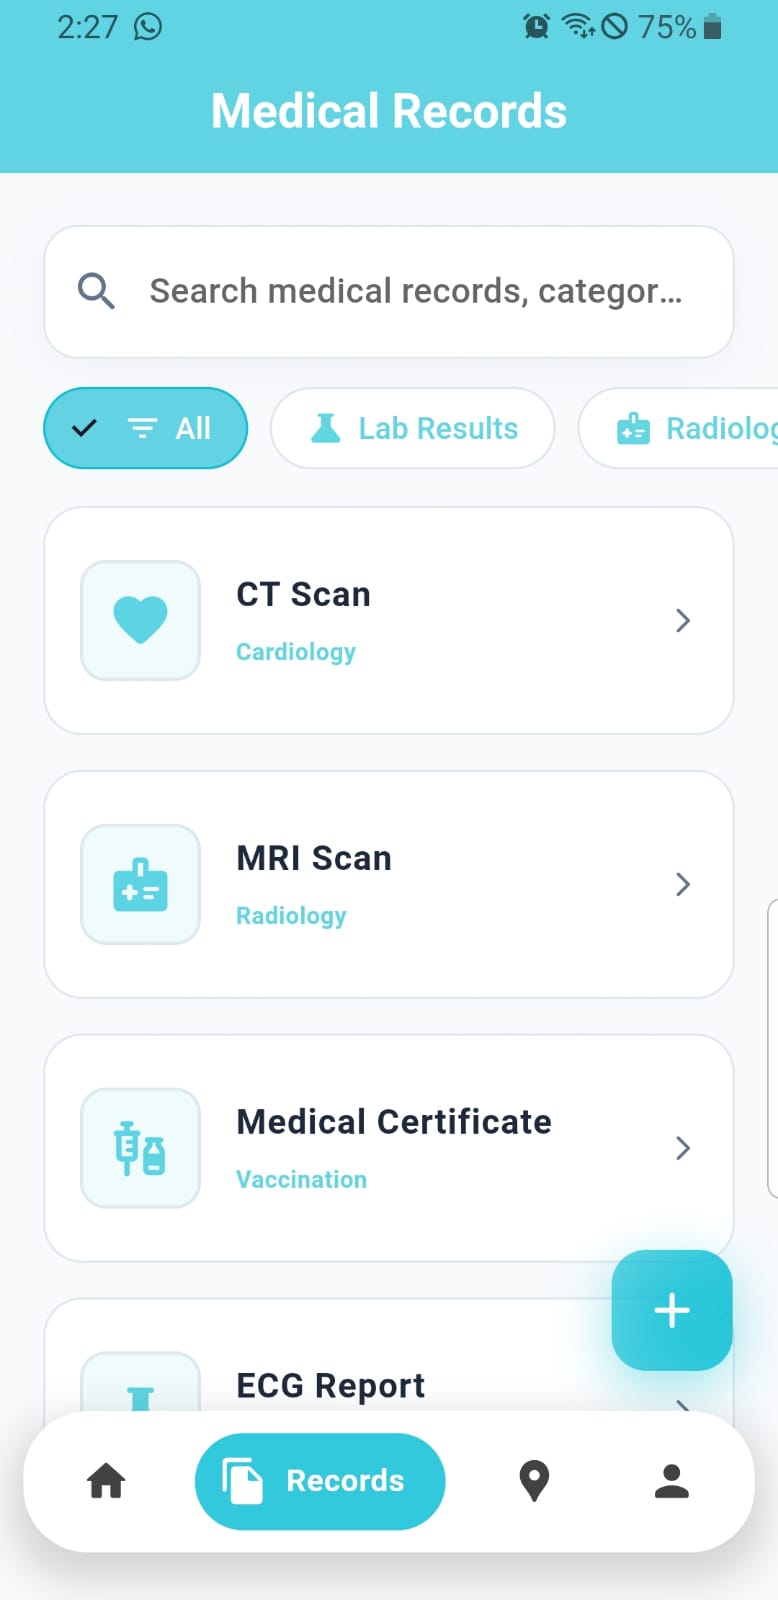 2:27 75%
Medical Records
Search medical records, categor...
All Lab Results Radiolog
CT Scan
Cardiology
MRI Scan
Radiology
Medical Certificate
Vaccination
ECG Report
Records